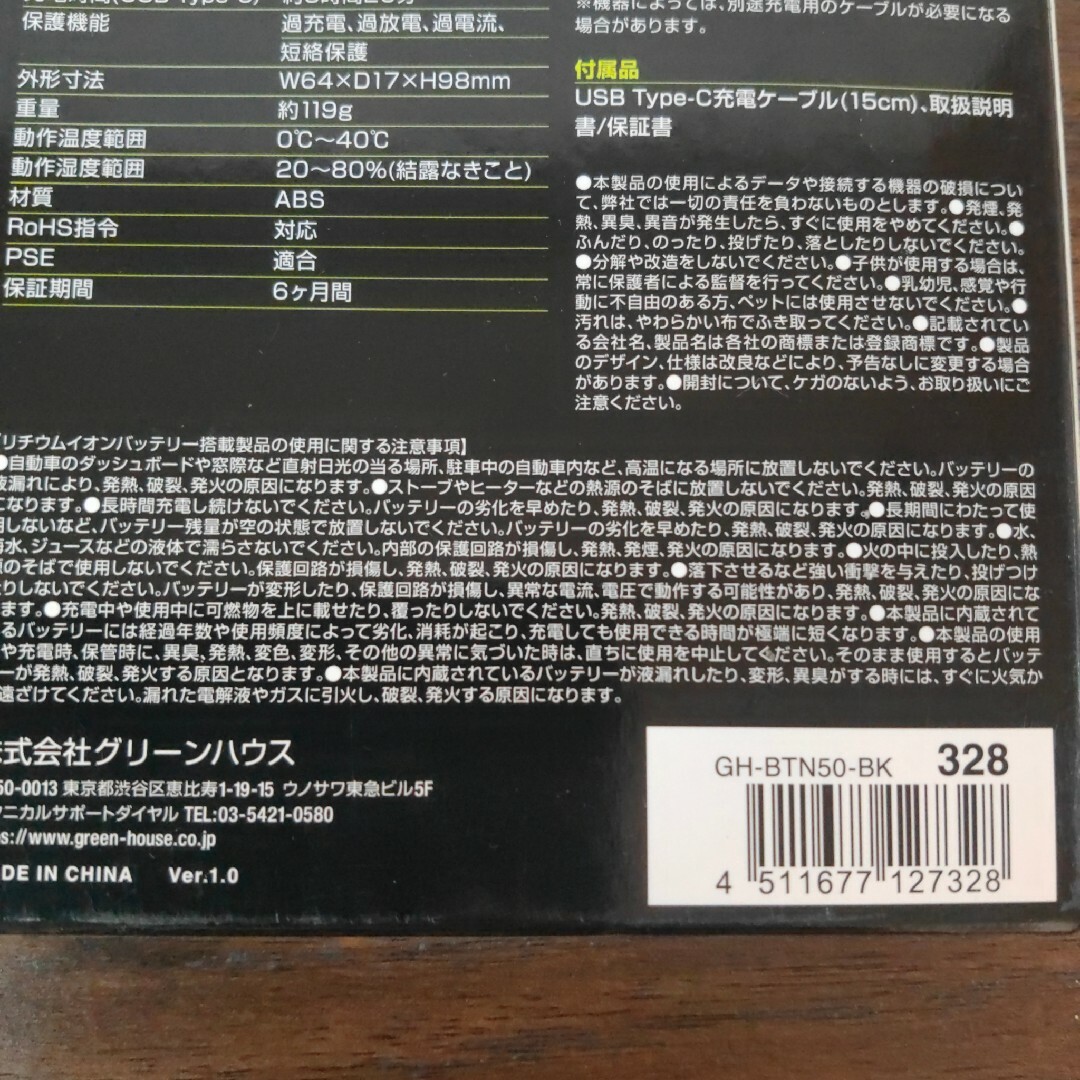 保護機能 過充電、過放電、過電流、
短絡保護
外形寸法 W64×D17×H98mm
重量 約119g
動作温度範囲 0℃～40℃
動作湿度範囲 20～80%(結露なきこと)
材質 ABS
RoHS指令 対応
PSE 適合
保証期間 6ヶ月間
※機器によっては、別途充電用のケーブルが必要になる
場合があります。
付属品
USB Type-C充電ケーブル(15cm)、取扱説明
書/保証書
●本製品の使用によるデータや接続する機器の破損につい
て、弊社では一切の責任を負わないものとします。●発煙、発
熱、異臭、異音が発生したら、すぐに使用をやめてください。●
ふんだり、のったり、投げたり、落としたりしないでください。
●分解や改造をしないでください。●子供が使用する場合は、
常に保護者による監督を行ってください。●乳幼児、感覚や行
動に不自由のある方、ペットには使用させないでください。●
汚れは、やわらかい布でふき取ってください。●記載されてい
る会社名、製品名は各社の商標または登録商標です。●製品
のデザイン、仕様は改良などにより、予告なしに変更する場合
があります。●開封について、ケガのないよう、お取り扱いにご
注意ください。
リチウムイオンバッテリー搭載製品の使用に関する注意事項】
●自動車のダッシュボードや窓際など直射日光の当る場所、駐車中の自動車内など、高温になる場所に放置しないでください。バッテリーの
液漏れにより、発熱、破裂、発火の原因になります。●ストーブやヒーターなどの熱源のそばに放置しないでください。発熱、破裂、発火の原因
になります。●長時間充電し続けないでください。バッテリーの劣化を早めたり、発熱、破裂、発火の原因になります。●長期間にわたって使
用しないなど、バッテリー残量が空の状態で放置しないでください。バッテリーの劣化を早めたり、発熱、破裂、発火の原因になります。●水、
海水、ジュースなどの液体で濡らさないでください。内部の保護回路が損傷し、発熱、発煙、発火の原因になります。●火の中に投入したり、熱
源のそばで使用しないでください。保護回路が損傷し、発熱、破裂、発火の原因になります。●落下させるなど強い衝撃を与えたり、投げつけ
たりしないでください。バッテリーが変形したり、保護回路が損傷し、異常な電流、電圧で動作する可能性があり、発熱、破裂、発火の原因にな
ます。●充電中や使用中に可燃物を上に載せたり、覆ったりしないでください。発熱、破裂、発火の原因になります。●本製品に内蔵されて
るバッテリーには経過年数や使用頻度によって劣化、消耗が起こり、充電しても使用できる時間が極端に短くなります。●本製品の使用
や充電時、保管時に、異臭、発熱、変色、変形、その他の異常に気づいた時は、直ちに使用を中止してください。そのまま使用するとバッテ
ーが発熱、破裂、発火する原因となります。●本製品に内蔵されているバッテリーが液漏れしたり、変形、異臭がする時には、すぐに火気か
遠ざけてください。漏れた電解液やガスに引火し、破裂、発火する原因になります。
株式会社グリーンハウス
50-0013 東京都渋谷区恵比寿1-19-15 ウノサワ東急ビル5F
クニカルサポートダイヤル TEL:03-5421-0580
s://www.green-house.co.jp
DE IN CHINA Ver.1.0
GH-BTN50-BK 328
4 511677 127328